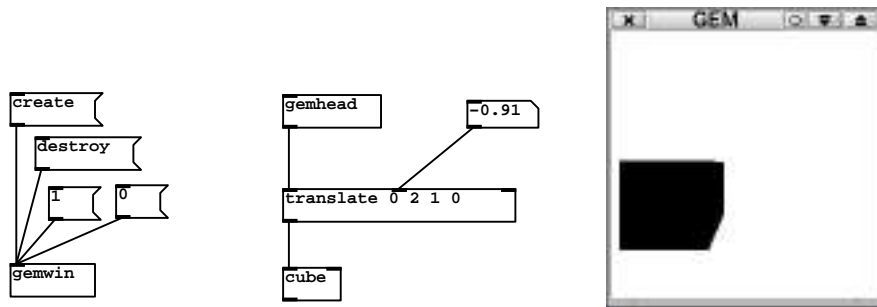 GEM
create
gemhead
-0.91
destroy
1
0
translate 0 2 1 0
gemwin
cube